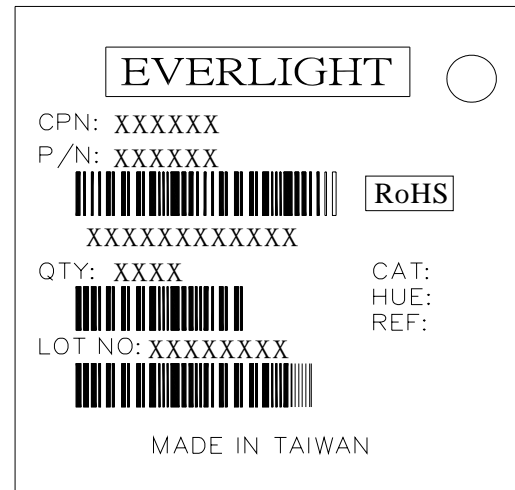 EVERLIGHT
CPN: XXXXXX
P/N: XXXXXX
RoHS
XXXXXXXXXXXX
QTY: XXXX
CAT:
HUE:
REF:
LOT NO: XXXXXXXX
MADE IN TAIWAN